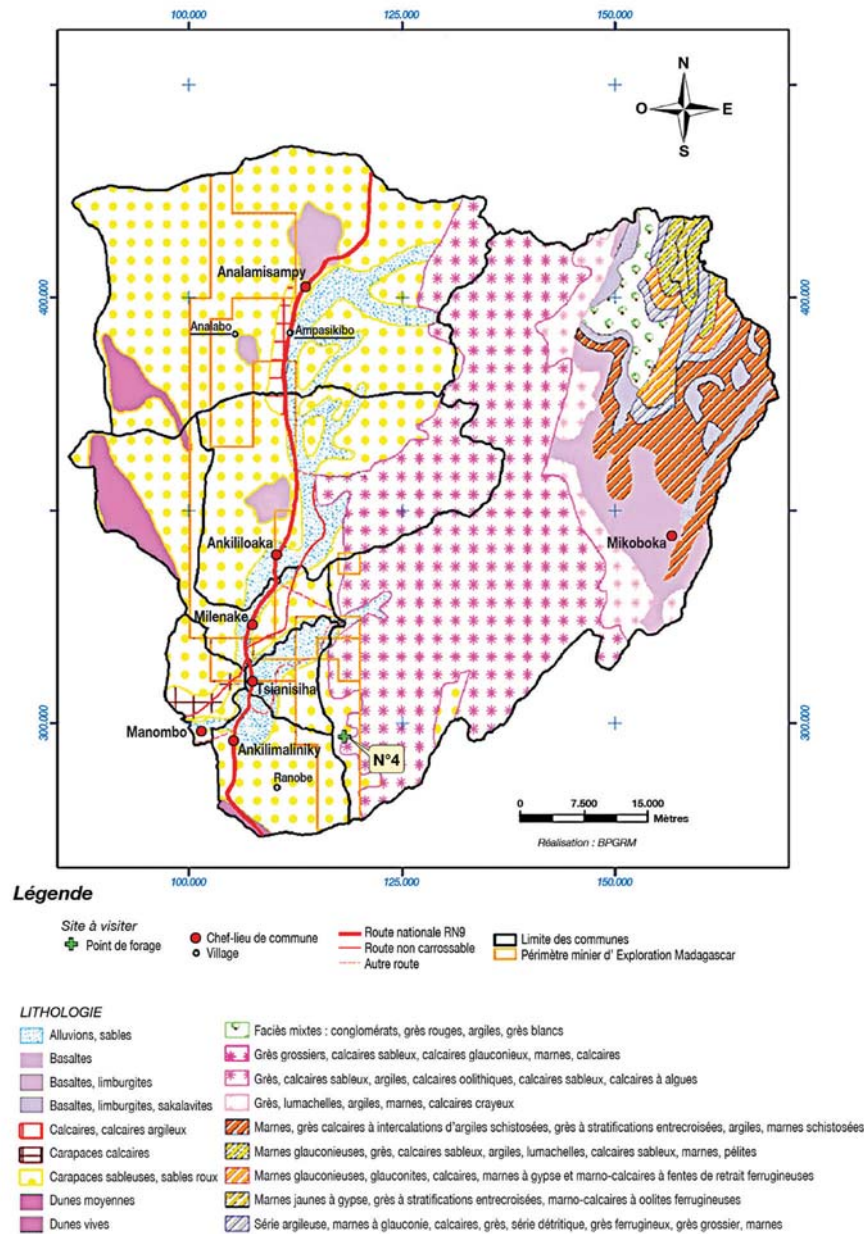 100.000 125.000 150.000
N
O E
S
400.000 400.000
Analamisampy
Analabo
Ampasikibo
Mikoboka
Ankililoaka
Milenake
Tsianisiha
Manombo
300.000 300.000
Ankilimaliniky
N°4
Ranobe
0 7.500 15.000
Mètres
Réalisation : BPGRM
100.000 125.000 150.000
Légende
Site à visiter
Point de forage
Chef-lieu de commune
Village
Route nationale RN9
Route non carrossable
Autre route
Limite des communes
Périmètre minier d' Exploration Madagascar
LITHOLOGIE
Alluvions, sables
Basaltes
Basaltes, limburgites
Basaltes, limburgites, sakalavites
Calcaires, calcaires argileux
Carapaces calcaires
Carapaces sableuses, sables roux
Dunes moyennes
Dunes vives
Faciès mixtes : conglomérats, grès rouges, argiles, grès blancs
Grès grossiers, calcaires sableux, calcaires glauconieux, marnes, calcaires
Grès, calcaires sableux, argiles, calcaires oolithiques, calcaires sableux, calcaires à algues
Grès, lumachelles, argiles, marnes, calcaires crayeux
Marnes, grès calcaires à intercalations d'argiles schistosées, grès à stratifications entrecroisées, argiles, marnes schistosées
Marnes glauconieuses, grès, calcaires sableux, argiles, lumachelles, calcaires sableux, marnes, pélites
Marnes glauconieuses, glauconites, calcaires, marnes à gypse et marno-calcaires à fentes de retrait ferrugineuses
Marnes jaunes à gypse, grès à stratifications entrecroisées, marno-calcaires à oolites ferrugineuses
Série argileuse, marnes à glauconie, calcaires, grès, série détritique, grès ferrugineux, grès grossier, marnes